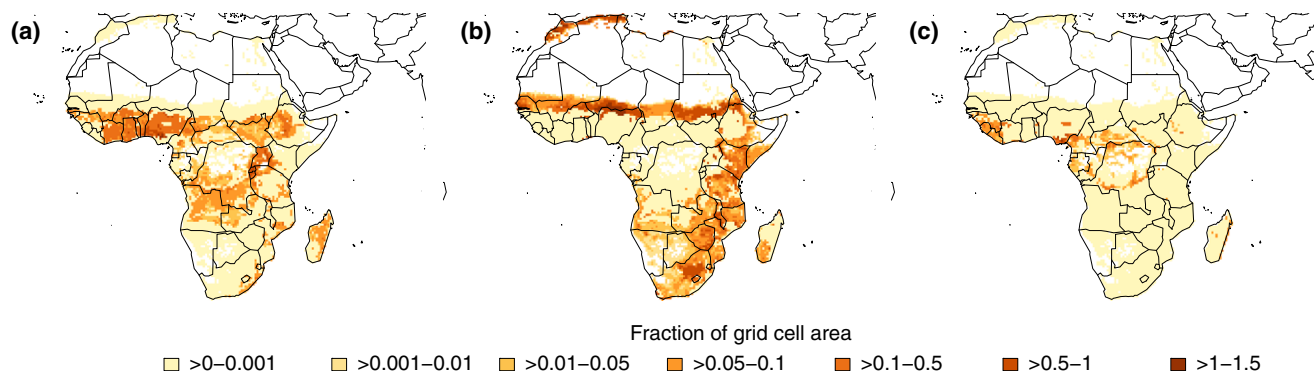 (a) (b) (c)
Fraction of grid cell area
>0–0.001 >0.001–0.01 >0.01–0.05 >0.05–0.1 >0.1–0.5 >0.5–1 >1–1.5